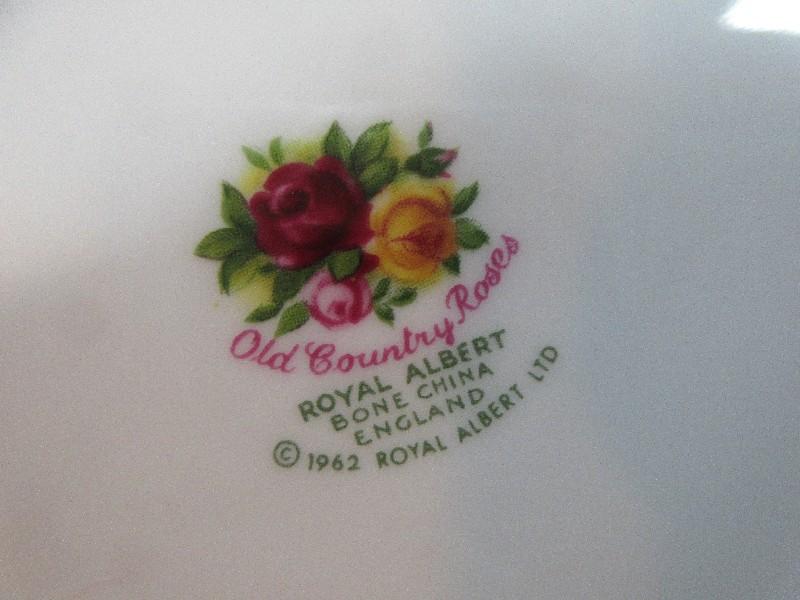 Old Country Roses
ROYAL ALBERT
BONE CHINA
ENGLAND
© 1962 ROYAL ALBERT LTD